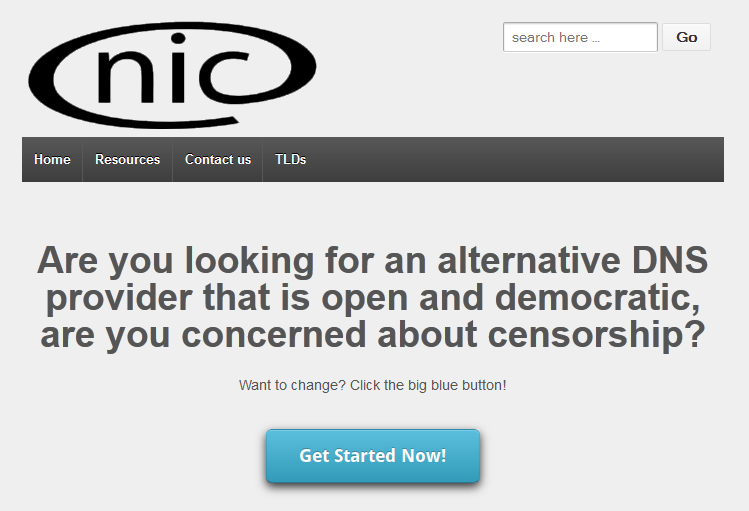 nic
search here ...
Go
Home
Resources
Contact us
TLDs
Are you looking for an alternative DNS
provider that is open and democratic,
are you concerned about censorship?
Want to change? Click the big blue button!
Get Started Now!